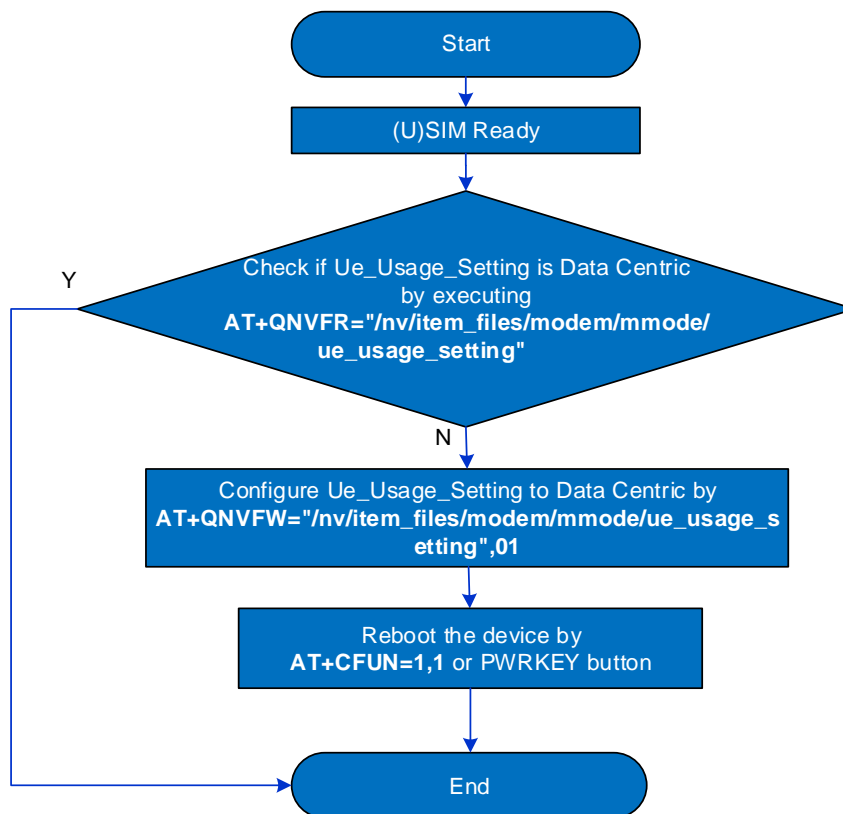 Start
(U)SIM Ready
Check if Ue_Usage_Setting is Data Centric
by executing
AT+QNVFR="/nv/item_files/modem/mmode/
ue_usage_setting"
Y
N
Configure Ue_Usage_Setting to Data Centric by
AT+QNVFW="/nv/item_files/modem/mmode/ue_usage_s
etting",01
Reboot the device by
AT+CFUN=1,1 or PWRKEY button
End